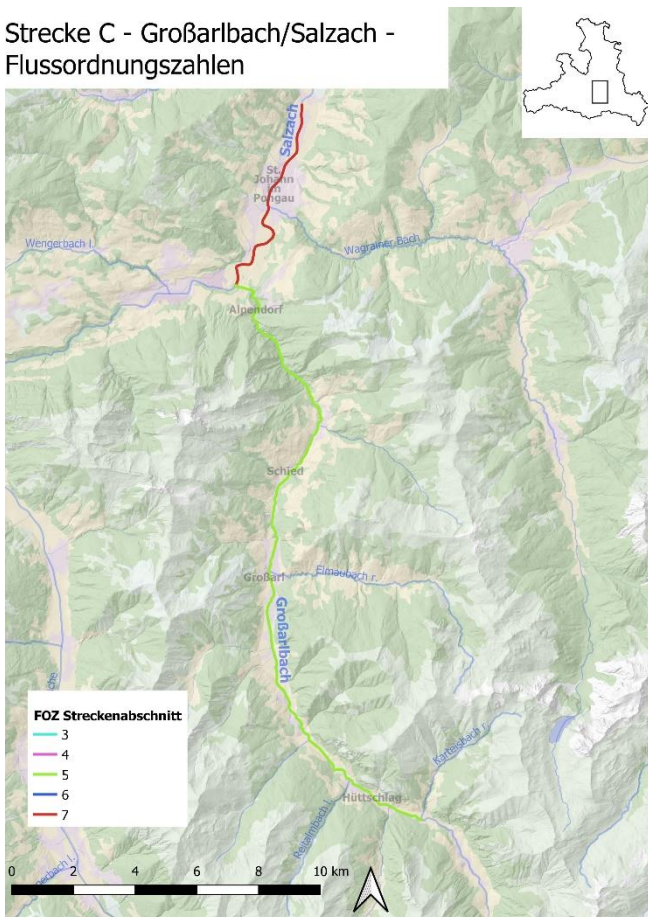 Strecke C - Großarlbach/Salzach -
Flussordnungszahlen
Salzach
St.
Johann
im
Pongau
Wengerbach l.
Wagrainer Bach
Alpendorf
Schied
Großarl
Elmaubach r.
Großarlbach
Karteisbach r.
Hüttschlag
Reitalmbach l.
FOZ Streckenabschnitt
3
4
5
6
7
0 2 4 6 8 10 km